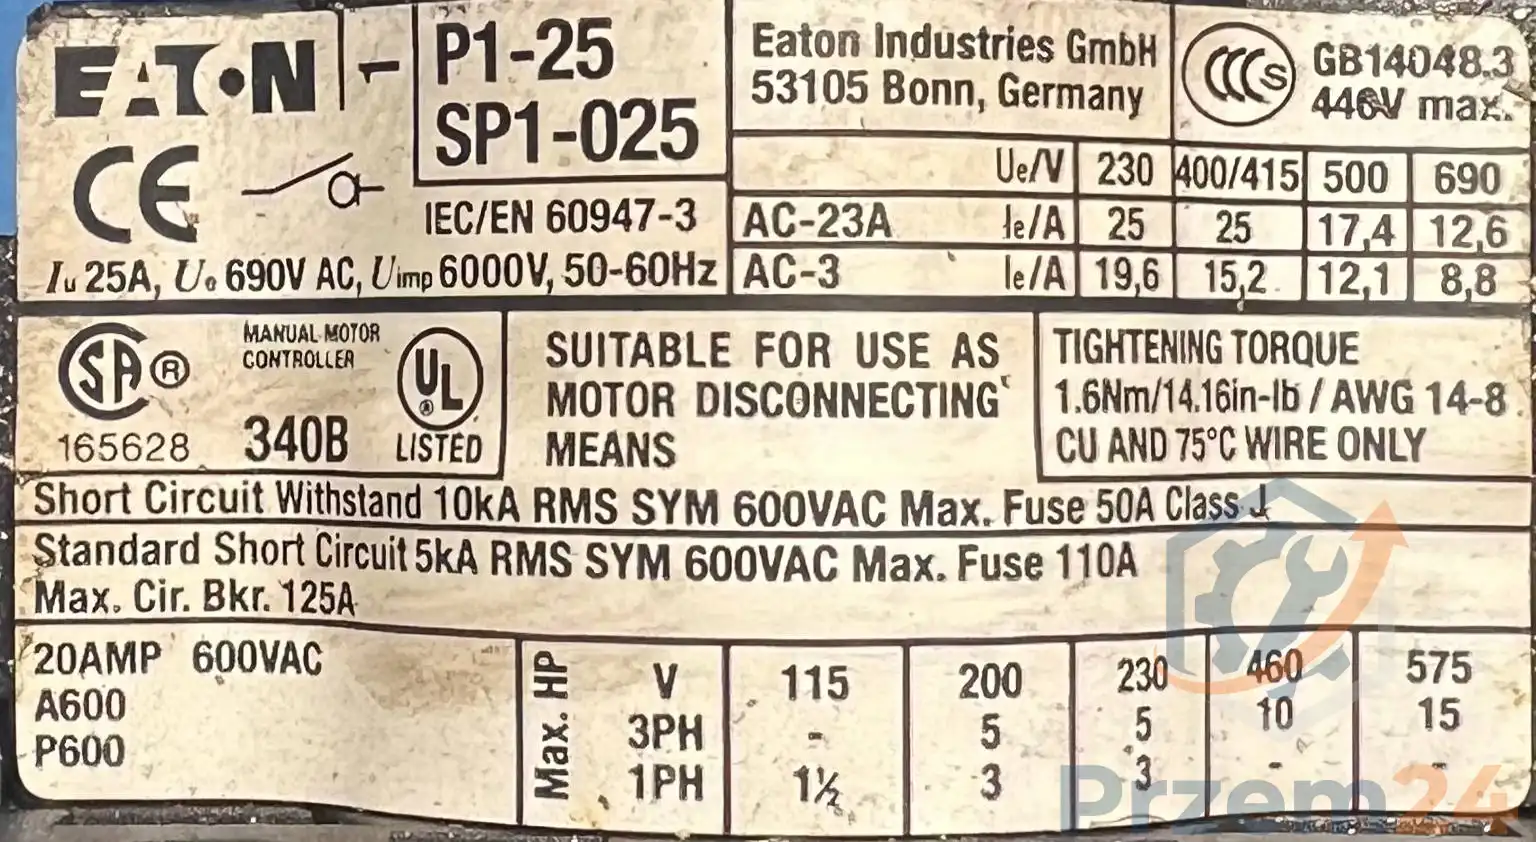 EATON
P1-25
SP1-025
CE
IEC/EN 60947-3
Iu 25A, Ue 690V AC, Uimp 6000V, 50-60Hz
Eaton Industries GmbH
53105 Bonn, Germany
CCC S
GB14048.3
446V max.
Ue/V 230 400/415 500 690
AC-23A Ie/A 25 25 17,4 12,6
AC-3 Ie/A 19,6 15,2 12,1 8,8
SA ®
165628
MANUAL MOTOR
CONTROLLER
340B
UL ®
LISTED
SUITABLE FOR USE AS
MOTOR DISCONNECTING
MEANS
TIGHTENING TORQUE
1.6Nm/14.16in-lb / AWG 14-8
CU AND 75°C WIRE ONLY
Short Circuit Withstand 10kA RMS SYM 600VAC Max. Fuse 50A Class J
Standard Short Circuit 5kA RMS SYM 600VAC Max. Fuse 110A
Max. Cir. Bkr. 125A
20AMP 600VAC
A600
P600
Max. HP
V 115 200 230 460 575
3PH - 5 5 10 15
1PH 1½ 3 3 - -
Przem24